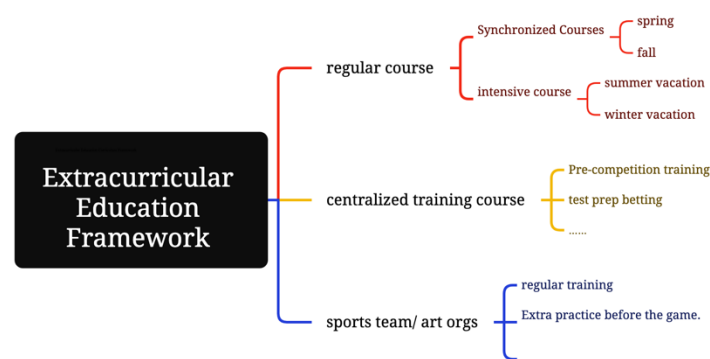 Extracurricular
Education
Framework
regular course
Synchronized Courses
spring
fall
intensive course
summer vacation
winter vacation
centralized training course
Pre-competition training
test prep betting
......
sports team/ art orgs
regular training
Extra practice before the game.